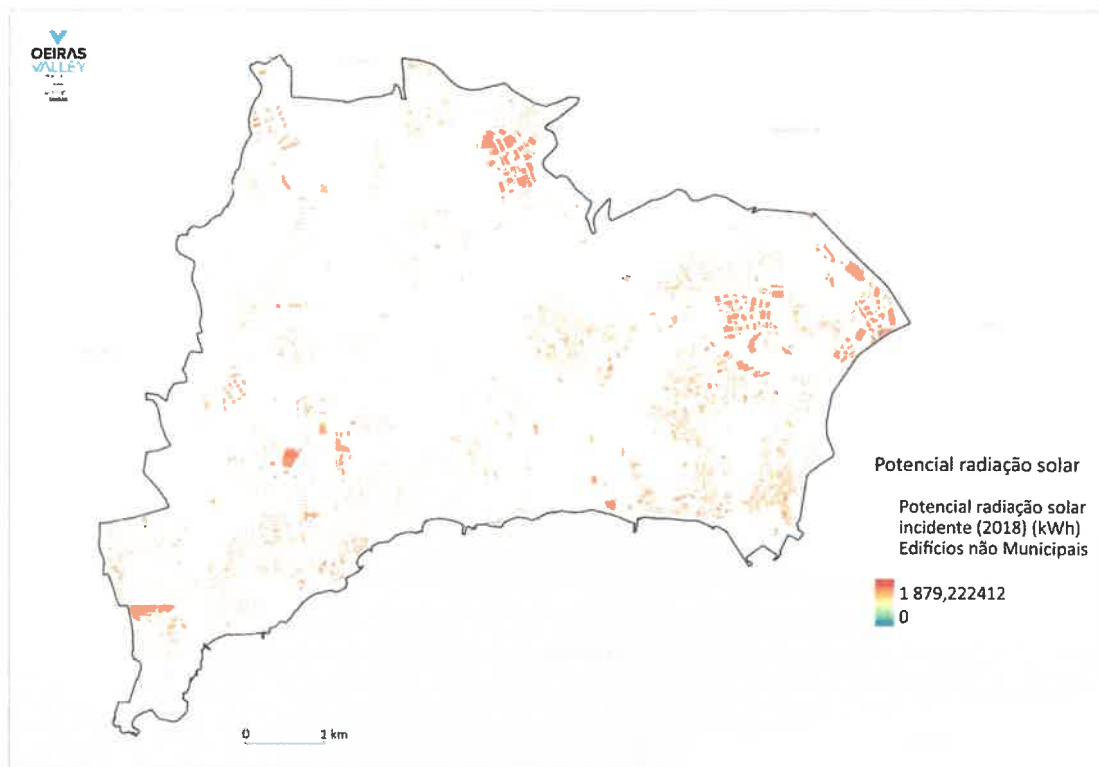 OEIRAS
VALLEY
Potencial radiação solar
Potencial radiação solar
incidente (2018) (kWh)
Edifícios não Municipais
1 879,222412
0
0 1 km